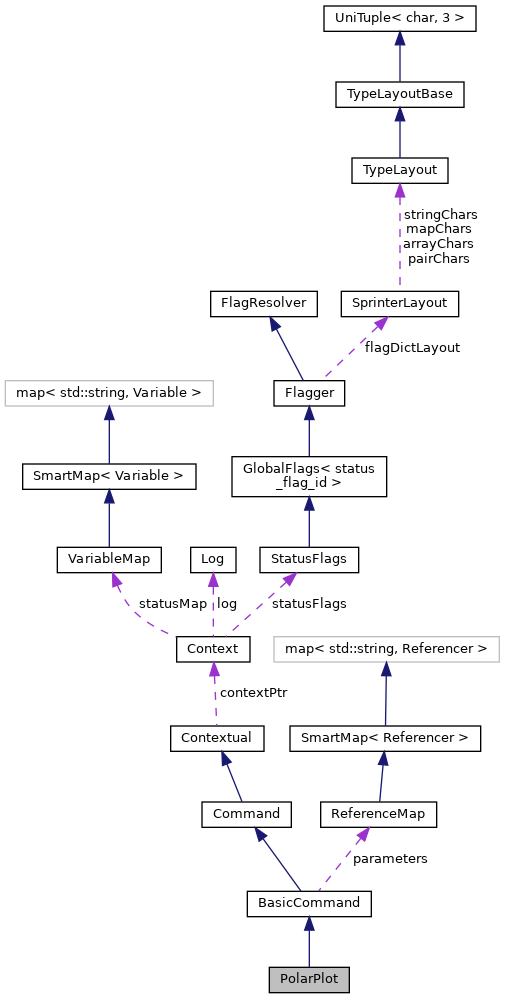 UniTuple< char, 3 >
TypeLayoutBase
TypeLayout
stringChars
mapChars
arrayChars
pairChars
FlagResolver
SprinterLayout
flagDictLayout
map< std::string, Variable >
Flagger
SmartMap< Variable >
GlobalFlags< status
_flag_id >
VariableMap
Log
StatusFlags
statusMap
log
statusFlags
Context
map< std::string, Referencer >
contextPtr
Contextual
SmartMap< Referencer >
Command
ReferenceMap
parameters
BasicCommand
PolarPlot